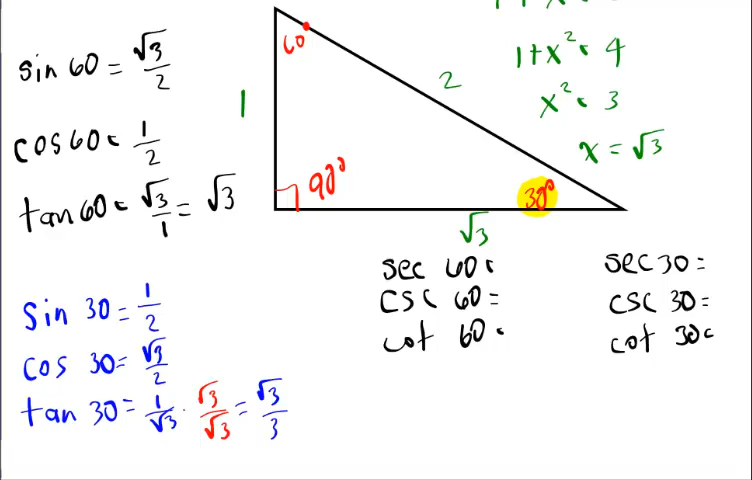 1+x
sin 60 = √3/2
60
1+x² = 4
2
x² = 3
1
cos 60 = 1/2
x = √3
tan 60 = √3/1 = √3
90°
30°
√3
sec 60 =
csc 60 =
cot 60 =
sec 30 =
csc 30 =
cot 30 =
sin 30 = 1/2
cos 30 = √3/2
tan 30 = 1/√3 · √3/√3 = √3/3